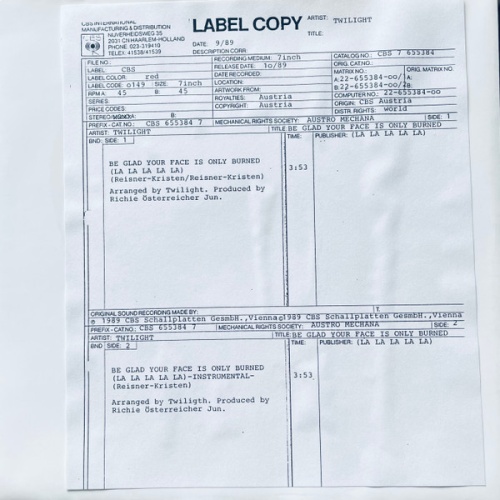 CBS INTERNATIONAL
MANUFACTURING & DISTRIBUTION
NIJVERHEIDSWEG 35
2031 CN HAARLEM-HOLLAND
PHONE: 023-319419
TELEX: 41538/41539
LABEL COPY
ARTIST: TWILIGHT
TITLE:
DATE: 9/89
DESCRIPTION CORR:
FILE NO.:
RECORDING MEDIUM: 7inch
CATALOG NO.: CBS 7 655384
LABEL: CBS
RELEASE DATE: 1o/89
ORIG. CAT.NO.:
LABEL COLOR: red
DATE RECORDED:
MATRIX NO.: ORIG. MATRIX NO.
LABEL CODE: o149 SIZE: 7inch
LOCATION:
A: 22-655384-oo/1 A:
RPM A: 45 B: 45
ARTWORK FROM:
B: 22-655384-oo/2 B:
SERIES:
ROYALTIES: Austria
COMPUTER NO.: 22-655384-oo
PRICE CODES:
COPYRIGHT: Austria
ORIGIN: CBS Austria
STEREO/MONO A: B:
DISTR. RIGHTS: World
PREFIX - CAT.NO.: CBS 655384 7 MECHANICAL RIGHTS SOCIETY: AUSTRO MECHANA SIDE: 1
ARTIST: TWILIGHT TITLE: BE GLAD YOUR FACE IS ONLY BURNED
BND SIDE: 1 TIME: PUBLISHER: (LA LA LA LA LA)
BE GLAD YOUR FACE IS ONLY BURNED
(LA LA LA LA LA) 3:53
(Reisner-Kristen/Reisner-Kristen)
Arranged by Twilight. Produced by
Richie Österreicher Jun.
ORIGINAL SOUND RECORDING MADE BY:
1989 CBS Schallplatten GesmbH.,Vienna 1989 CBS Schallplatten GesmbH.,Vienna
PREFIX - CAT.NO.: CBS 655384 7 MECHANICAL RIGHTS SOCIETY: AUSTRO MECHANA SIDE: 2
ARTIST: TWILIGHT TITLE: BE GLAD YOUR FACE IS ONLY BURNED
BND SIDE: 2 TIME: PUBLISHER: (LA LA LA LA LA)
BE GLAD YOUR FACE IS ONLY BURNED
(LA LA LA LA LA)-INSTRUMENTAL- 3:53
(Reisner-Kristen)
Arranged by Twiligth. Produced by
Richie Österreicher Jun.